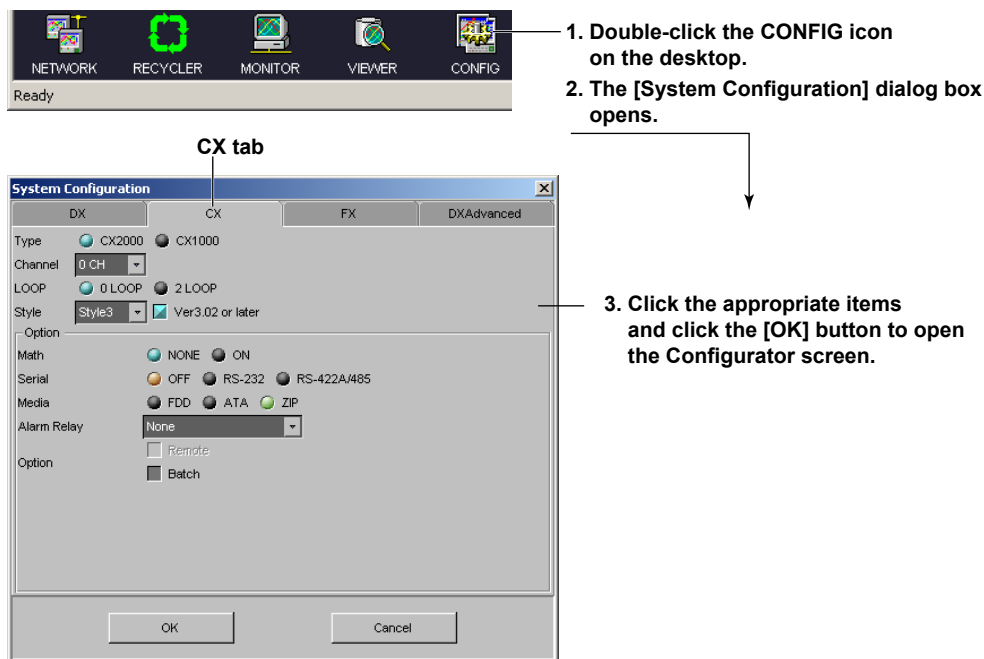 NETWORK RECYCLER MONITOR VIEWER CONFIG
Ready
1. Double-click the CONFIG icon
on the desktop.
2. The [System Configuration] dialog box
opens.
CX tab
System Configuration
DX CX FX DXAdvanced
Type CX2000 CX1000
Channel 0 CH
LOOP 0 LOOP 2 LOOP
Style Style3 Ver3.02 or later
Option
Math NONE ON
Serial OFF RS-232 RS-422A/485
Media FDD ATA ZIP
Alarm Relay None
Remote
Option
Batch
3. Click the appropriate items
and click the [OK] button to open
the Configurator screen.
OK Cancel